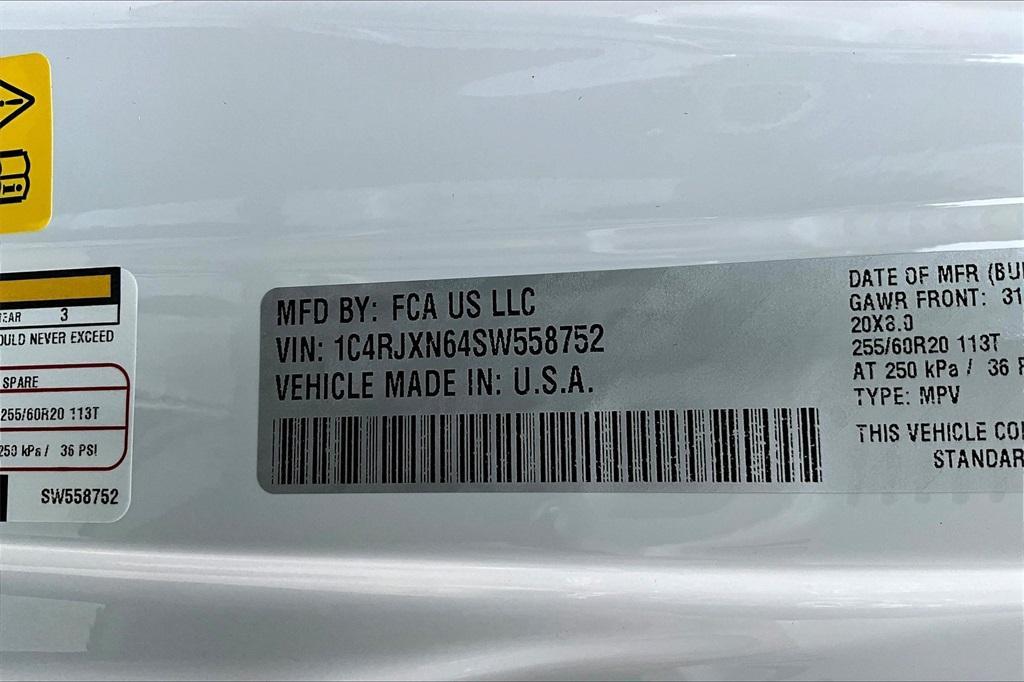 EAR 3
OULD NEVER EXCEED
SPARE
255/60R20 113T
250 kPa / 36 PSI
SW558752
MFD BY: FCA US LLC
VIN: 1C4RJXN64SW558752
VEHICLE MADE IN: U.S.A.
DATE OF MFR (BU
GAWR FRONT: 31
20X8.0
255/60R20 113T
AT 250 kPa / 36 P
TYPE: MPV
THIS VEHICLE CO
STANDAR